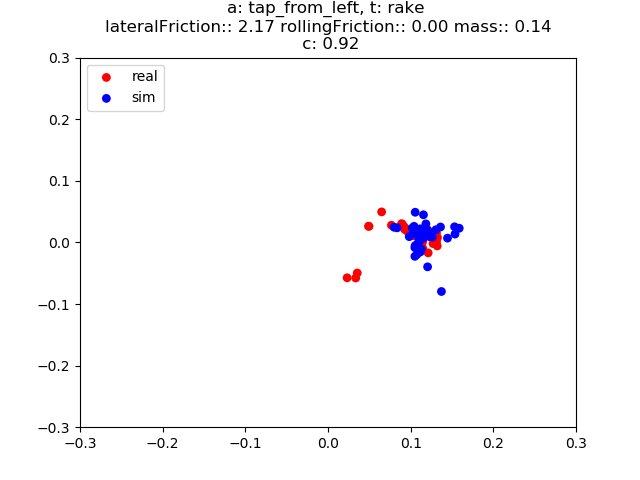 a: tap_from_left, t: rake
lateralFriction:: 2.17 rollingFriction:: 0.00 mass:: 0.14
c: 0.92
real
sim
0.3
0.2
0.1
0.0
−0.1
−0.2
−0.3
−0.3
−0.2
−0.1
0.0
0.1
0.2
0.3